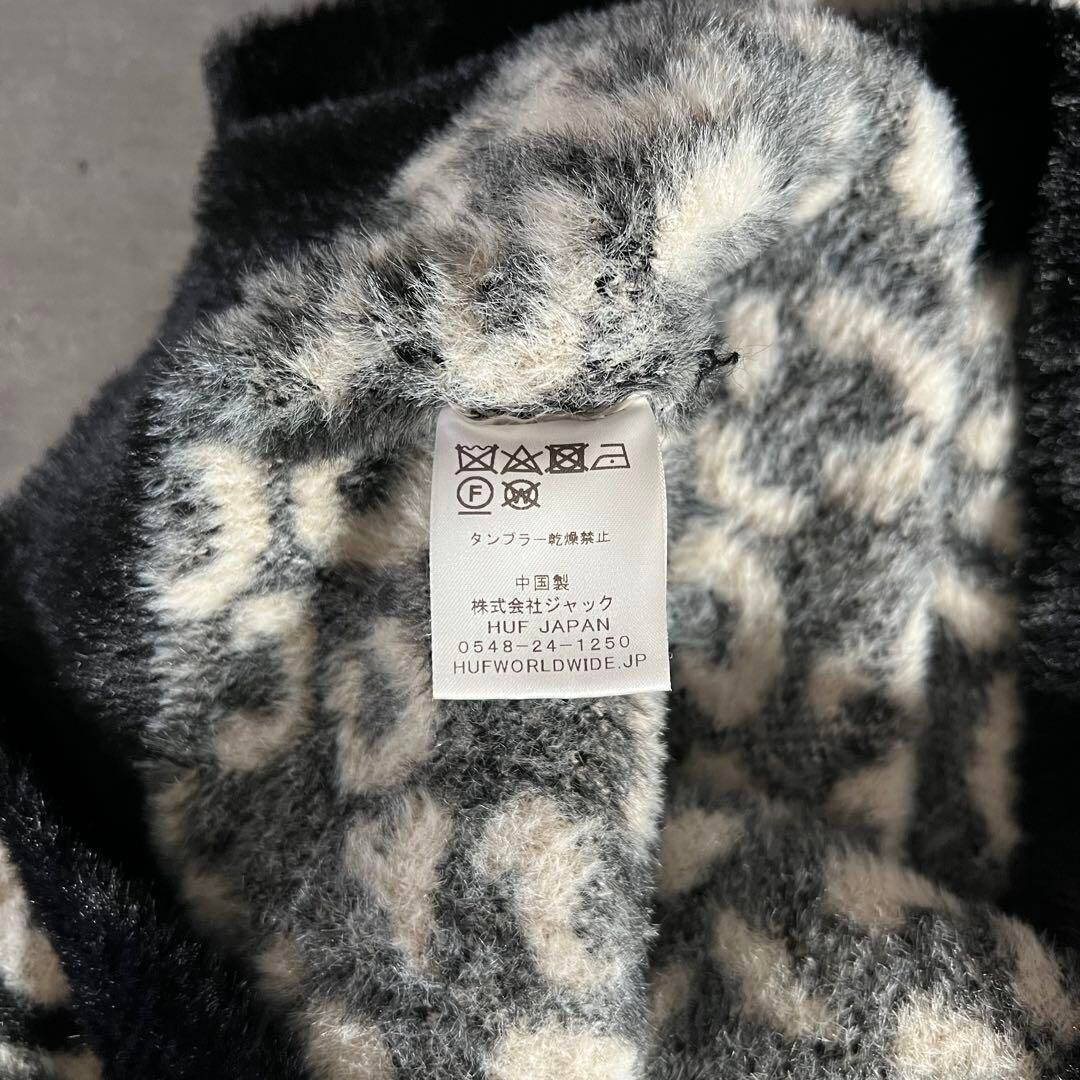 F W
タンブラー乾燥禁止
中国製
株式会社ジャック
HUF JAPAN
0548-24-1250
HUFWORLDWIDE.JP